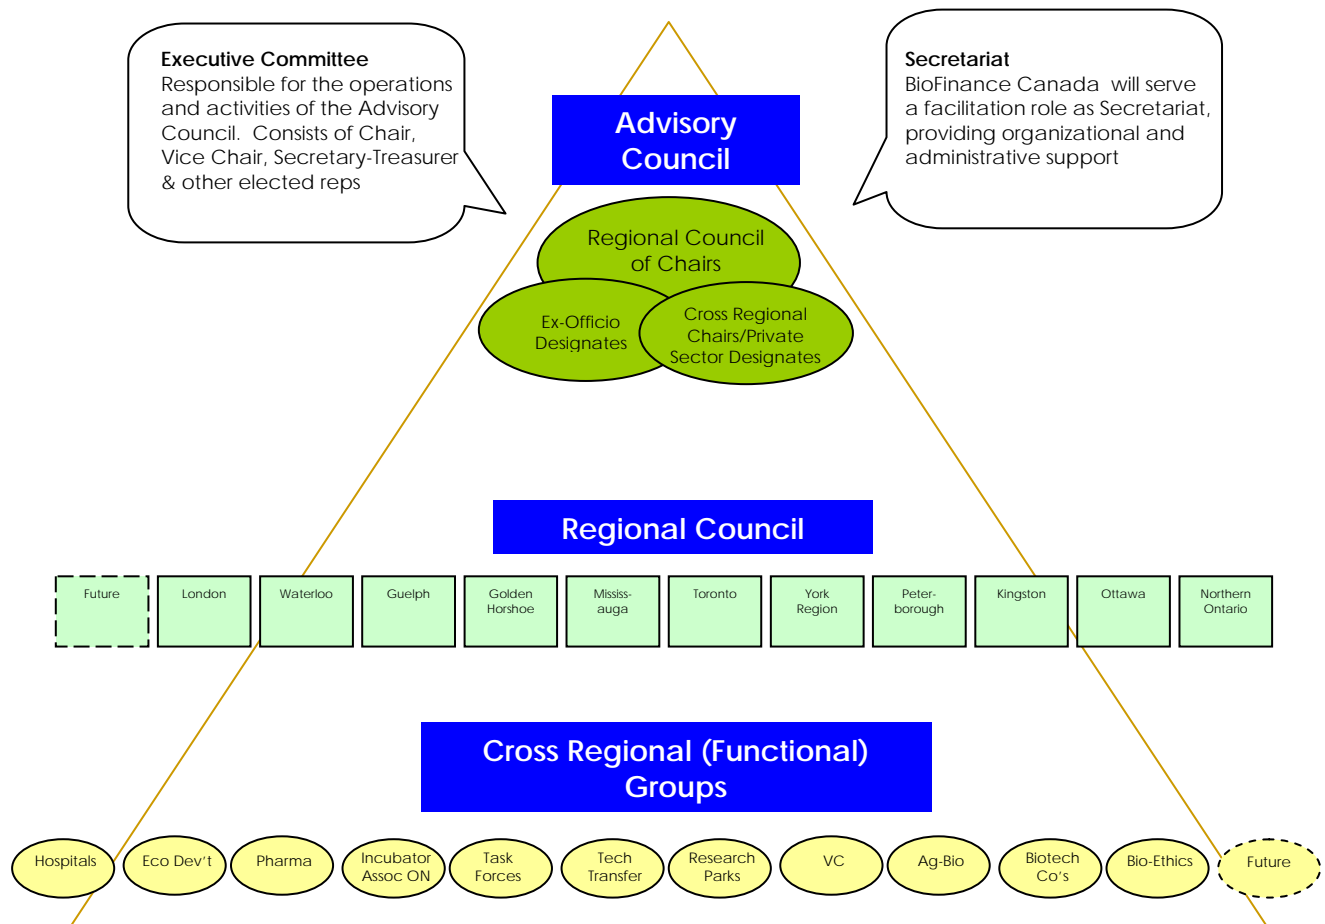 Executive Committee
Responsible for the operations
and activities of the Advisory
Council.  Consists of Chair,
Vice Chair, Secretary-Treasurer
& other elected reps
Secretariat
BioFinance Canada  will serve
a facilitation role as Secretariat,
providing organizational and
administrative support
Advisory
Council
Regional Council
of Chairs
Ex-Officio
Designates
Cross Regional
Chairs/Private
Sector Designates
Regional Council
Future
London
Waterloo
Guelph
Golden
Horshoe
Mississ-
auga
Toronto
York
Region
Peter-
borough
Kingston
Ottawa
Northern
Ontario
Cross Regional (Functional)
Groups
Hospitals
Eco Dev't
Pharma
Incubator
Assoc ON
Task
Forces
Tech
Transfer
Research
Parks
VC
Ag-Bio
Biotech
Co's
Bio-Ethics
Future